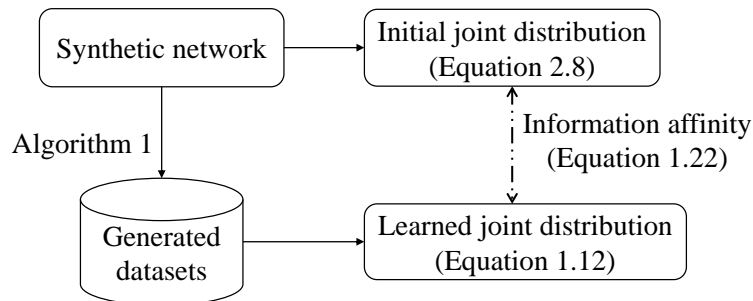 Synthetic network
Initial joint distribution
(Equation 2.8)
Algorithm 1
Information affinity
(Equation 1.22)
Generated
datasets
Learned joint distribution
(Equation 1.12)